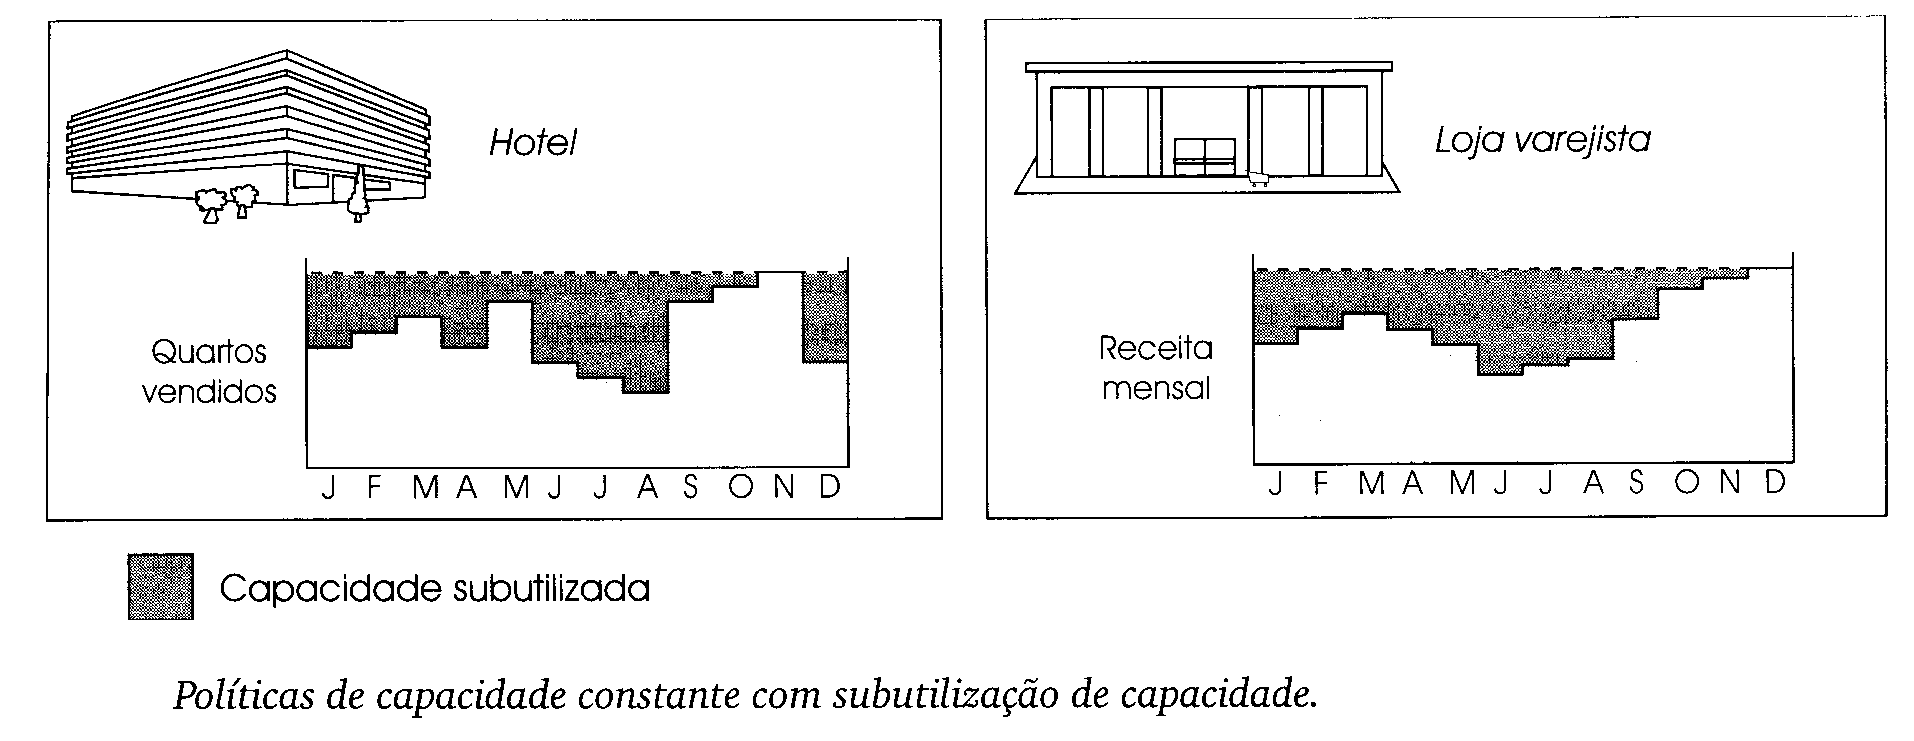 Hotel
Quartos
vendidos
J F M A M J J A S O N D
Loja varejista
Receita
mensal
J F M A M J J A S O N D
Capacidade subutilizada
Políticas de capacidade constante com subutilização de capacidade.